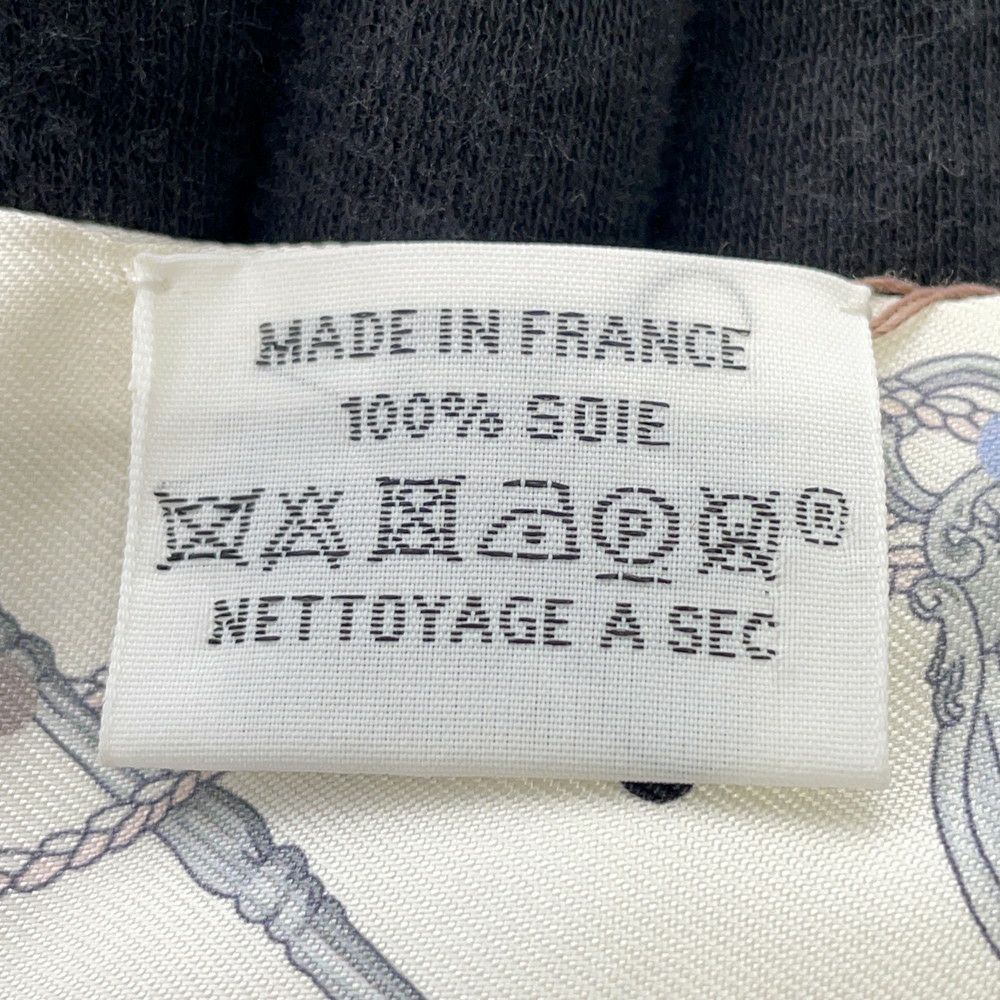 MADE IN FRANCE
100% SOIE
P ®
NETTOYAGE A SEC